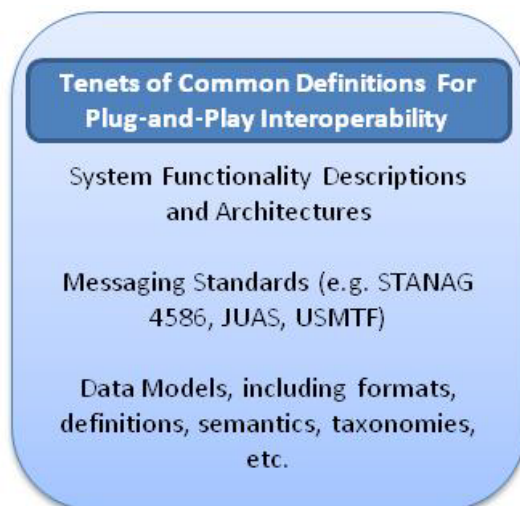 Tenets of Common Definitions For
Plug-and-Play Interoperability
System Functionality Descriptions
and Architectures
Messaging Standards (e.g. STANAG
4586, JUAS, USMTF)
Data Models, including formats,
definitions, semantics, taxonomies,
etc.